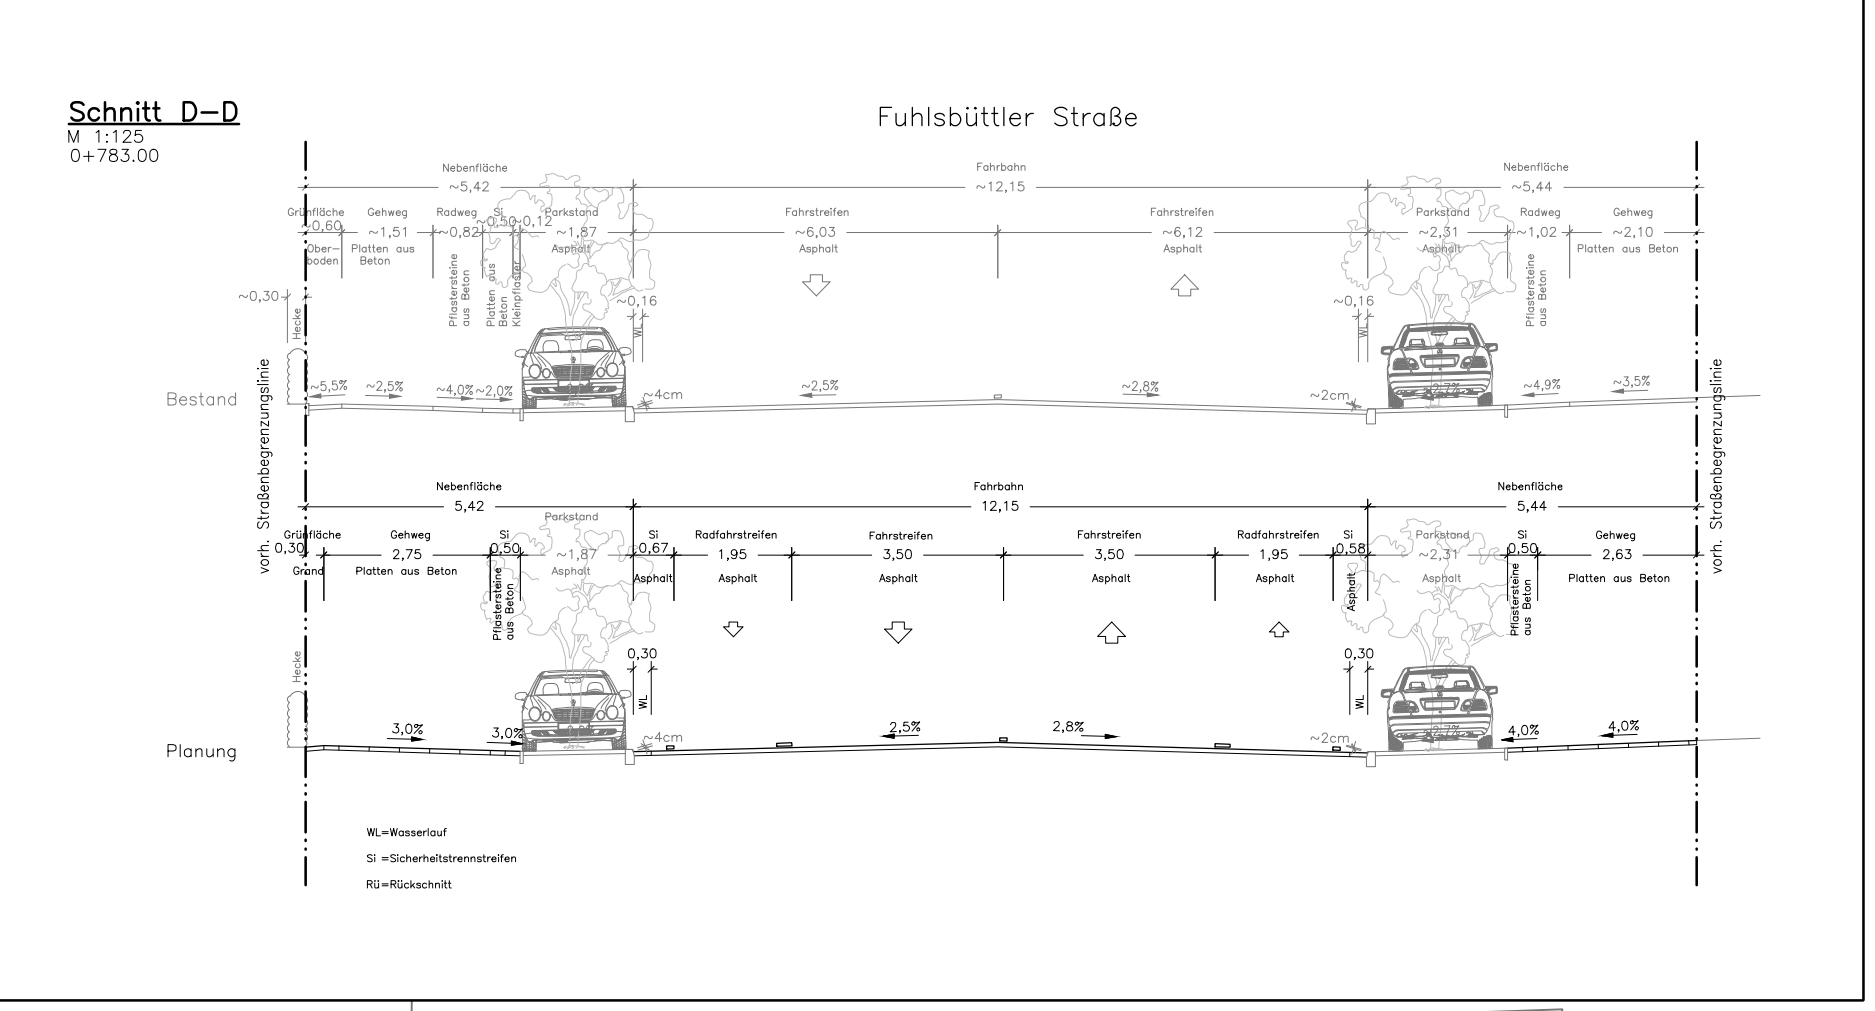 Schnitt D-D
M 1:125
0+783.00
Fuhlsbüttler Straße
Nebenfläche Fahrbahn Nebenfläche
~5,42 ~12,15 ~5,44
Grünfläche Gehweg Radweg Si Parkstand Fahrstreifen Fahrstreifen Parkstand Radweg Gehweg
~0,60 ~1,51 ~0,82 ~0,50 ~0,12 ~1,87 ~6,03 ~6,12 ~2,31 ~1,02 ~2,10
Ober- Platten aus Asphalt Asphalt Asphalt Asphalt Platten aus Beton
boden Beton
Pflastersteine
aus Beton
Platten aus
Beton
Kleinpflaster
Pflastersteine
aus Beton
~0,30 ~0,16 ~0,16
Hecke WL WL
~5,5% ~2,5% ~4,0% ~2,0% ~4cm ~2,5% ~2,8% ~2cm ~2,7% ~4,9% ~3,5%
Bestand
vorh. Straßenbegrenzungslinie
vorh. Straßenbegrenzungslinie
Nebenfläche Fahrbahn Nebenfläche
5,42 12,15 5,44
Parkstand
Grünfläche Gehweg Si Si Radfahrstreifen Fahrstreifen Fahrstreifen Radfahrstreifen Si Parkstand Si Gehweg
0,30 2,75 0,50 ~1,87 0,67 1,95 3,50 3,50 1,95 0,58 ~2,31 0,50 2,63
Grand Platten aus Beton Asphalt Asphalt Asphalt Asphalt Asphalt Asphalt Asphalt Platten aus Beton
Pflastersteine
aus Beton
Asphalt
Pflastersteine
aus Beton
0,30 0,30
Hecke WL WL
3,0% 3,0% ~4cm 2,5% 2,8% ~2cm ~2,7% 4,0% 4,0%
Planung
WL=Wasserlauf
Si =Sicherheitstrennstreifen
Rü=Rückschnitt